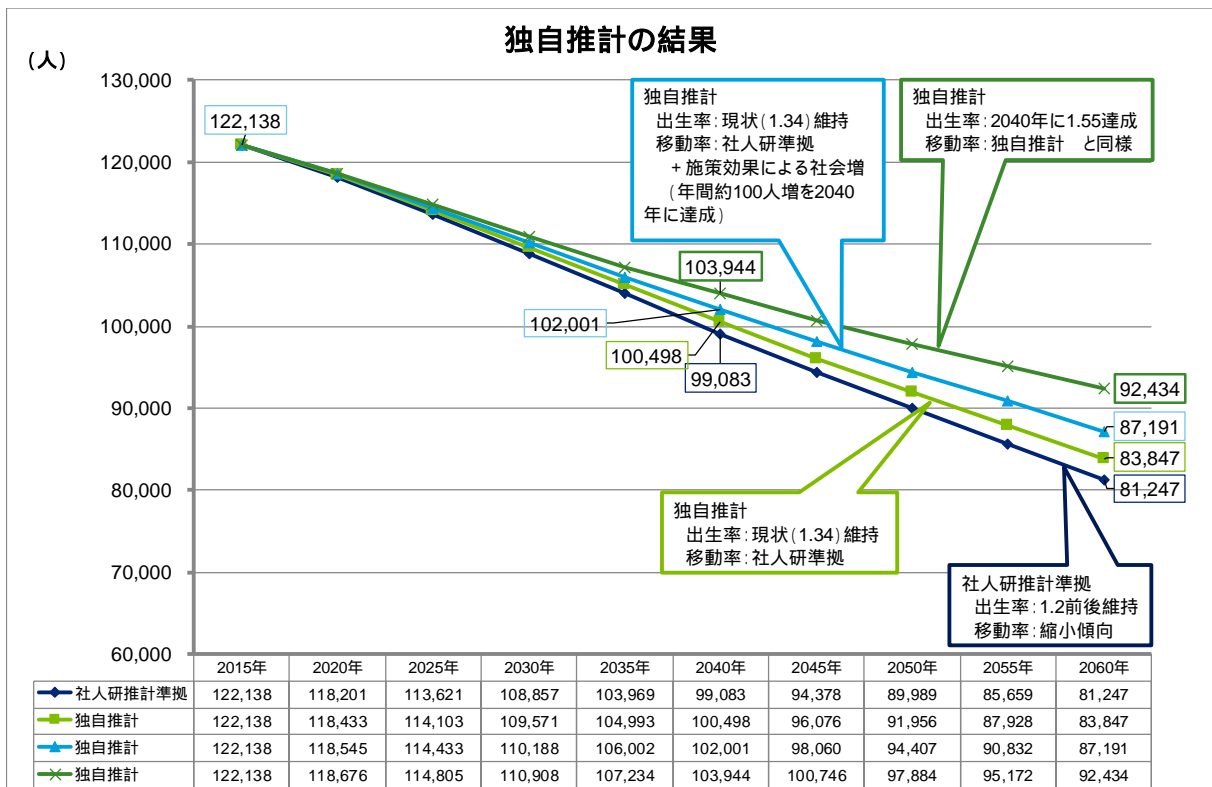 独自推計の結果
(人)
130,000
120,000
110,000
100,000
90,000
80,000
70,000
60,000
122,138
独自推計
出生率:現状(1.34)維持
移動率:社人研準拠
+施策効果による社会増
(年間約100人増を2040
年に達成)
独自推計
出生率:2040年に1.55達成
移動率:独自推計　と同様
103,944
102,001
100,498
99,083
92,434
87,191
83,847
81,247
独自推計
出生率:現状(1.34)維持
移動率:社人研準拠
社人研推計準拠
出生率:1.2前後維持
移動率:縮小傾向
2015年 2020年 2025年 2030年 2035年 2040年 2045年 2050年 2055年 2060年
社人研推計準拠 122,138 118,201 113,621 108,857 103,969 99,083 94,378 89,989 85,659 81,247
独自推計 122,138 118,433 114,103 109,571 104,993 100,498 96,076 91,956 87,928 83,847
独自推計 122,138 118,545 114,433 110,188 106,002 102,001 98,060 94,407 90,832 87,191
独自推計 122,138 118,676 114,805 110,908 107,234 103,944 100,746 97,884 95,172 92,434